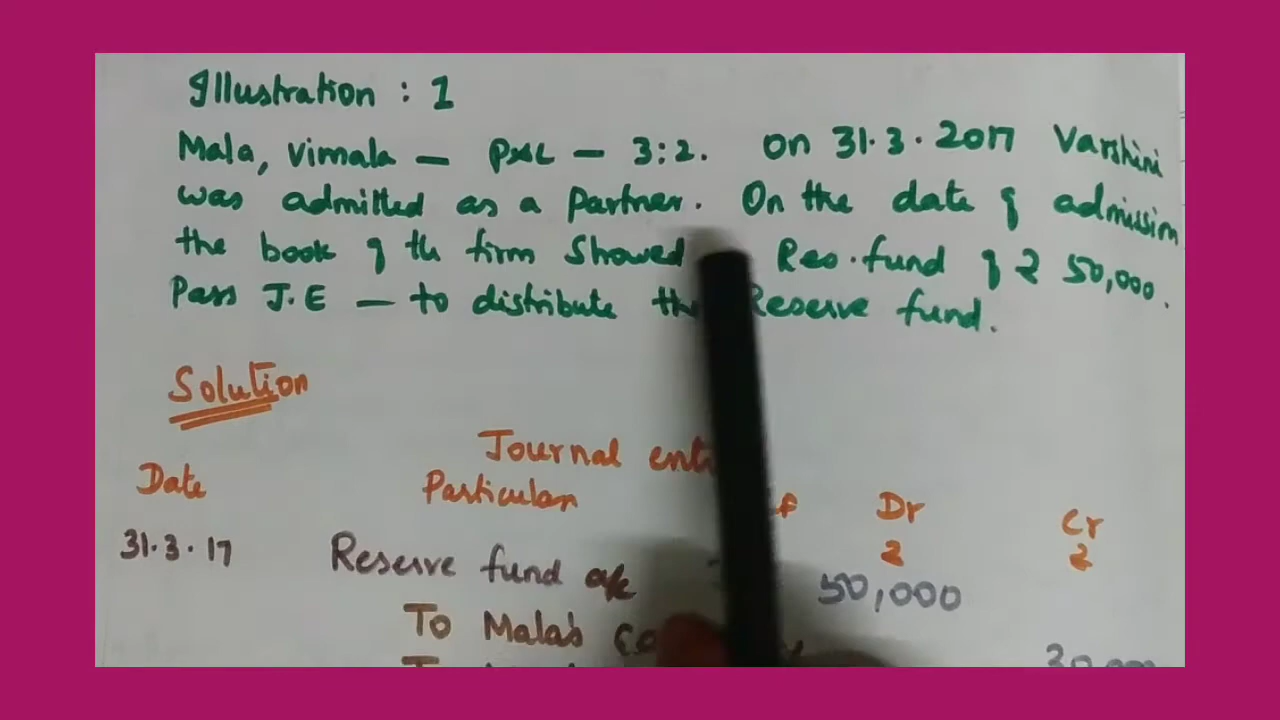 Illustration : 1
Mala, Vimala — P&L — 3:2. On 31.3.2017 Varshini
was admitted as a Partner. On the date of admission
the book of th firm Showed Res.fund of ₹ 50,000.
Pass J.E — to distribute the Reserve fund.
Solution
Journal
Date Particulars Dr Cr
₹ ₹
31.3.17 Reserve fund a/c 50,000
To Mala's